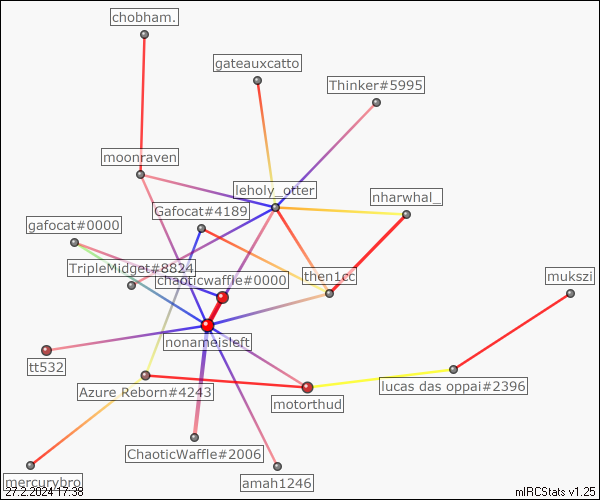 chobham.
gateauxcatto
Thinker#5995
moonraven
leholy_otter
nharwhal_
Gafocat#4189
gafocat#0000
TripleMidget#8824
chaoticwaffle#0000
then1cc
mukszi
nonameisleft
tt532
Azure Reborn#4243
lucas das oppai#2396
motorthud
ChaoticWaffle#2006
mercurybro
amah1246
27.2.2024 17:38
mIRCStats v1.25